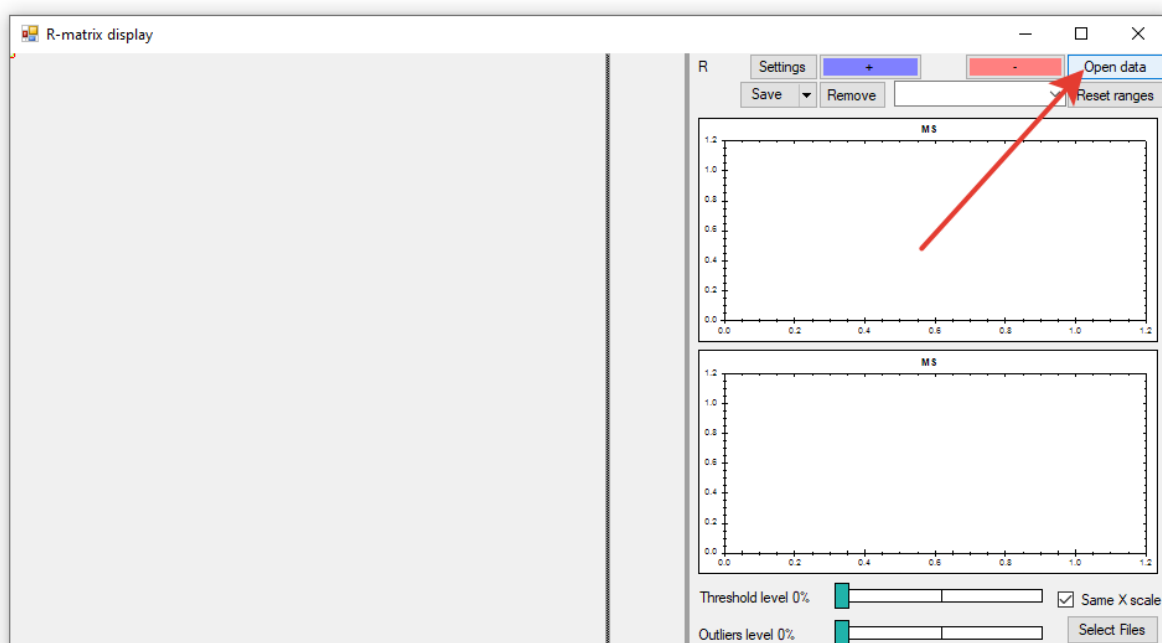 R-matrix display
R Settings + - Open data
Save Remove Reset ranges
MS
1.2
1.0
0.8
0.6
0.4
0.2
0.0
0.0 0.2 0.4 0.6 0.8 1.0 1.2
MS
1.2
1.0
0.8
0.6
0.4
0.2
0.0
0.0 0.2 0.4 0.6 0.8 1.0 1.2
Threshold level 0% Same X scale
Outliers level 0% Select Files